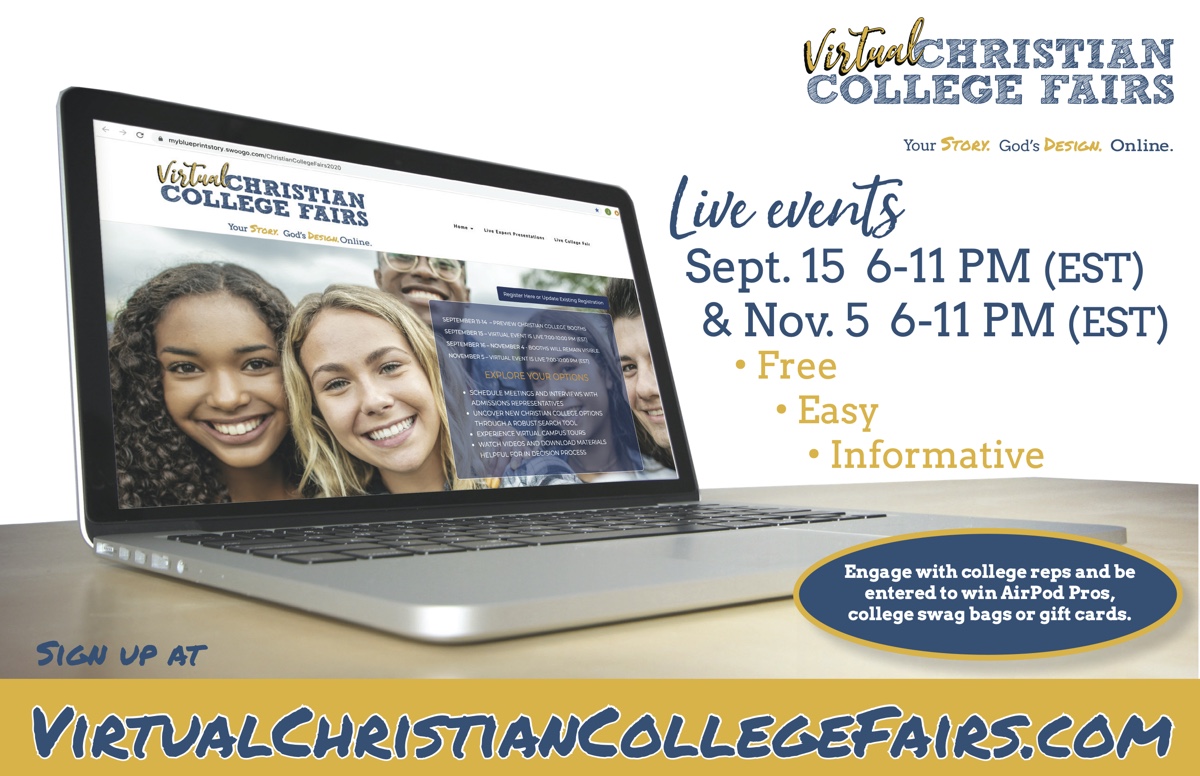 Virtual CHRISTIAN
COLLEGE FAIRS
Your STORY. God's DESIGN. Online.
myblueprintstory.swoogo.com/ChristianCollegeFairs2020
Virtual CHRISTIAN
COLLEGE FAIRS
Your STORY. God's DESIGN. Online.
Home
Live Expert Presentations
Live College Fair
Register Here or Update Existing Registration
SEPTEMBER 11-14 – PREVIEW CHRISTIAN COLLEGE BOOTHS
SEPTEMBER 15 – VIRTUAL EVENT IS LIVE 7:00-10:00 PM (EST)
SEPTEMBER 16 – NOVEMBER 4 - BOOTHS WILL REMAIN VISIBLE
NOVEMBER 5 – VIRTUAL EVENT IS LIVE 7:00-10:00 PM (EST)
EXPLORE YOUR OPTIONS
• SCHEDULE MEETINGS AND INTERVIEWS WITH
ADMISSIONS REPRESENTATIVES
• UNCOVER NEW CHRISTIAN COLLEGE OPTIONS
THROUGH A ROBUST SEARCH TOOL
• EXPERIENCE VIRTUAL CAMPUS TOURS
• WATCH VIDEOS AND DOWNLOAD MATERIALS
HELPFUL FOR IN DECISION PROCESS
Live events
Sept. 15 6-11 PM (EST)
& Nov. 5 6-11 PM (EST)
• Free
• Easy
• Informative
Engage with college reps and be
entered to win AirPod Pros,
college swag bags or gift cards.
SIGN UP AT
VIRTUALCHRISTIANCOLLEGEFAIRS.COM